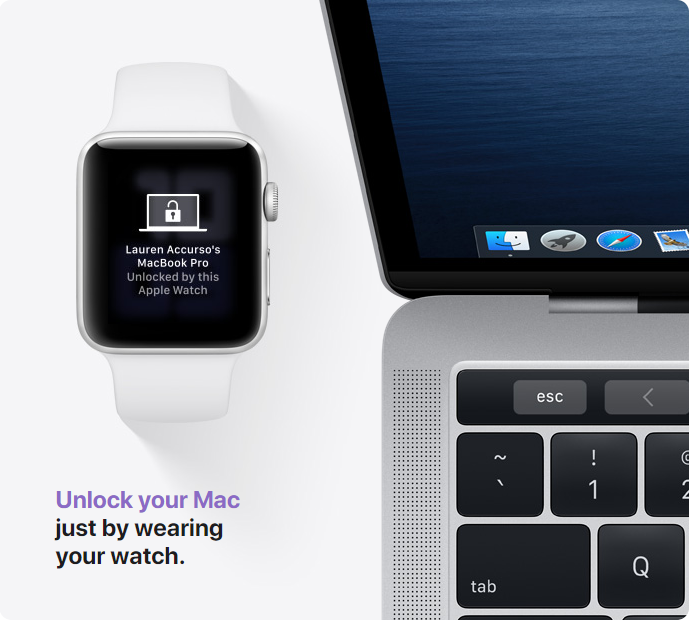 Lauren Accurso's
MacBook Pro
Unlocked by this
Apple Watch
esc
~
`
!
1
2
tab
Q
Unlock your Mac
just by wearing
your watch.